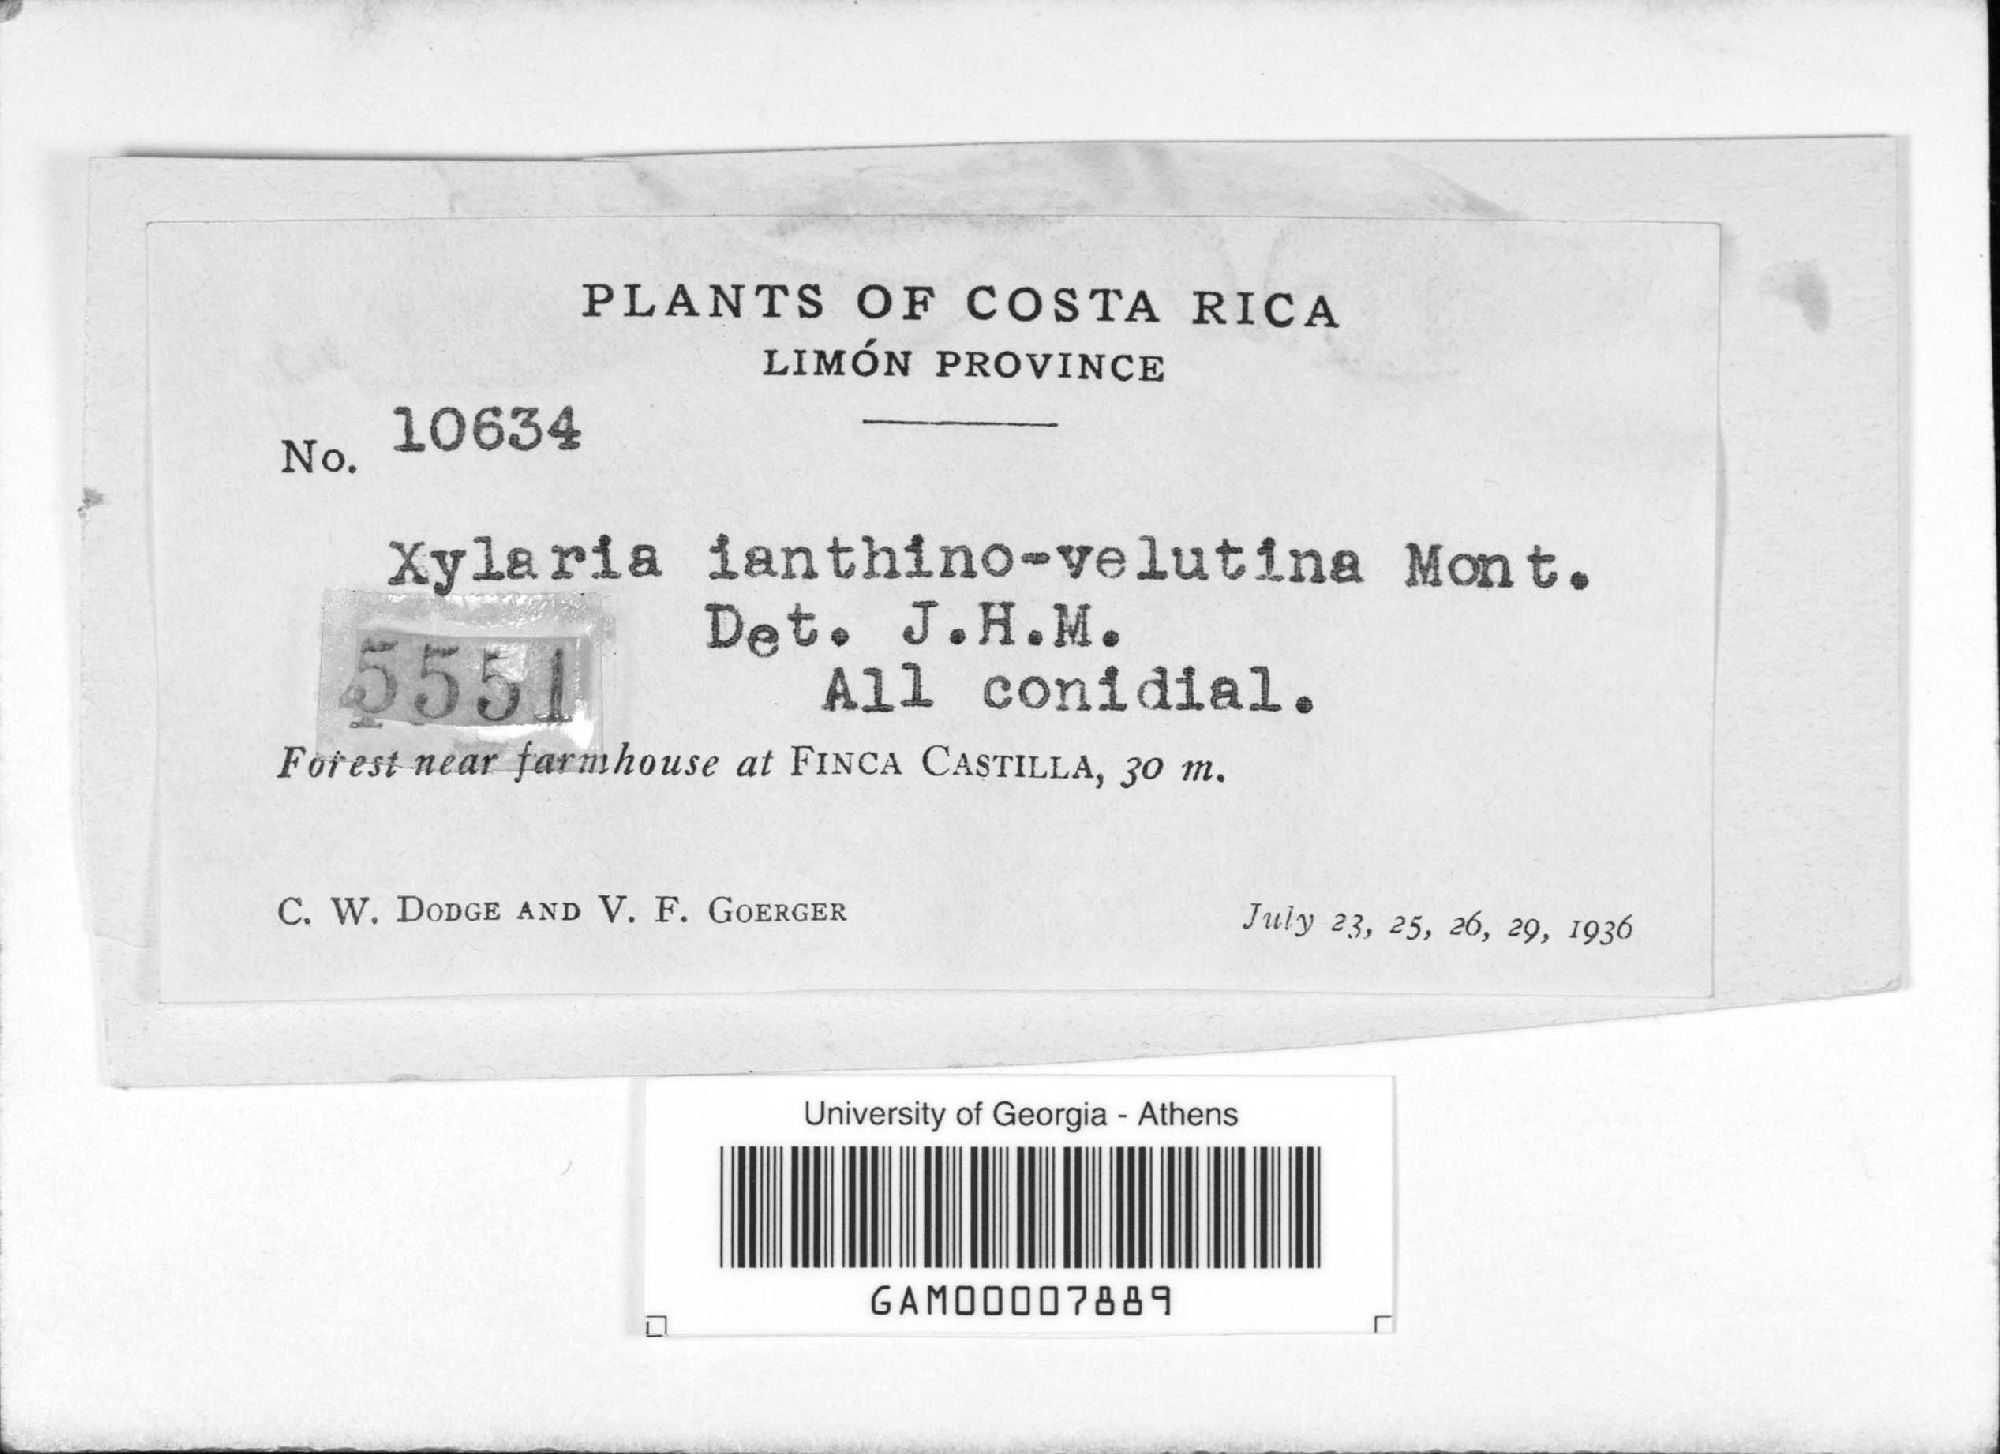 PLANTS OF COSTA RICA
LIMÓN PROVINCE
No. 10634
Xylaria ianthino-velutina Mont.
Det. J.H.M.
All conidial.
5551
Forest near farmhouse at FINCA CASTILLA, 30 m.
C. W. DODGE AND V. F. GOERGER
July 23, 25, 26, 29, 1936
University of Georgia - Athens
GAM00007889